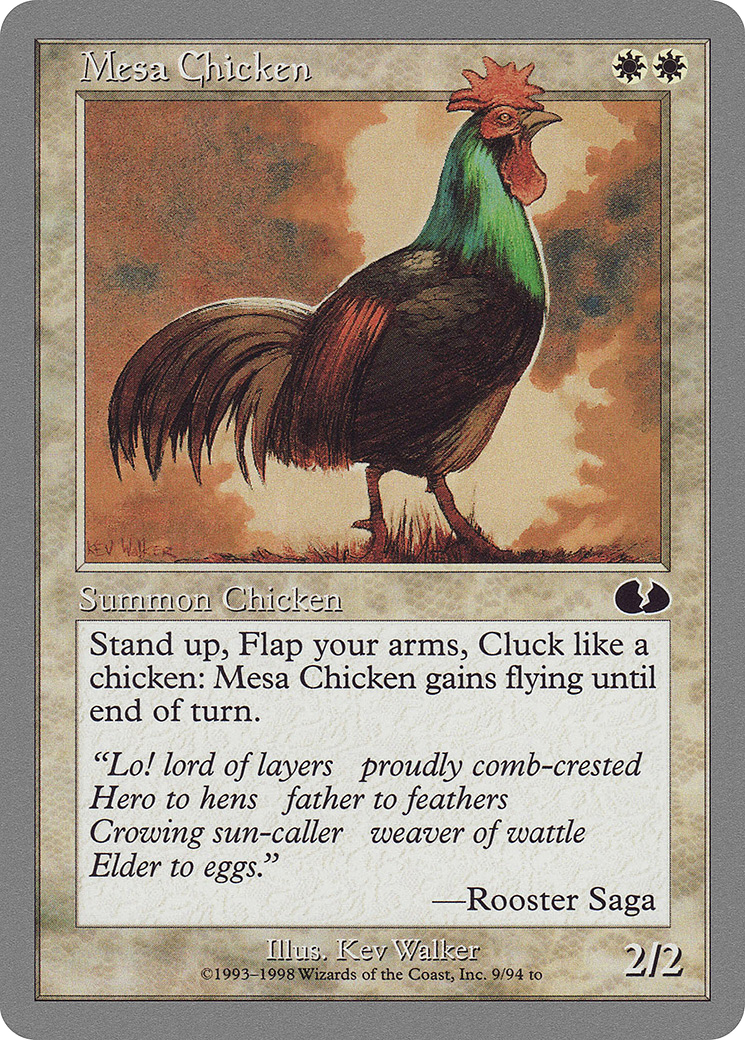 Mesa Chicken
KEV WALKER
Summon Chicken
Stand up, Flap your arms, Cluck like a
chicken: Mesa Chicken gains flying until
end of turn.
“Lo! lord of layers   proudly comb-crested
Hero to hens   father to feathers
Crowing sun-caller   weaver of wattle
Elder to eggs.”
—Rooster Saga
Illus. Kev Walker
©1993–1998 Wizards of the Coast, Inc. 9/94 to
2/2